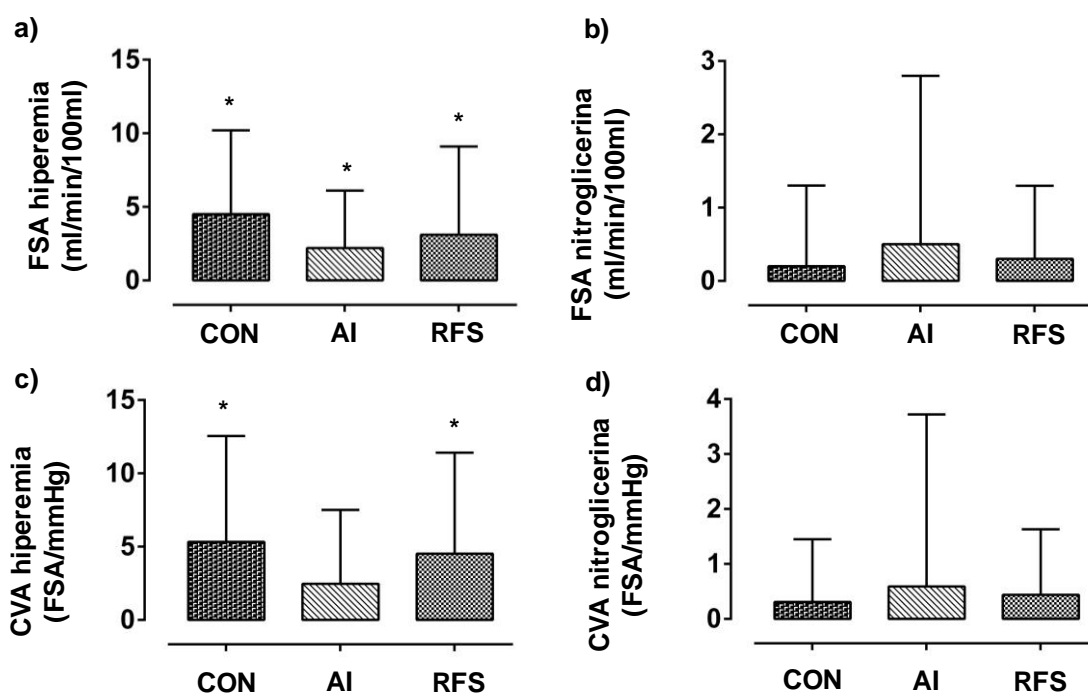 a)
FSA hiperemia
(ml/min/100ml)
15
10
5
0
*
*
*
CON AI RFS
b)
FSA nitroglicerina
(ml/min/100ml)
3
2
1
0
CON AI RFS
c)
CVA hiperemia
(FSA/mmHg)
15
10
5
0
*
*
CON AI RFS
d)
CVA nitroglicerina
(FSA/mmHg)
4
3
2
1
0
CON AI RFS